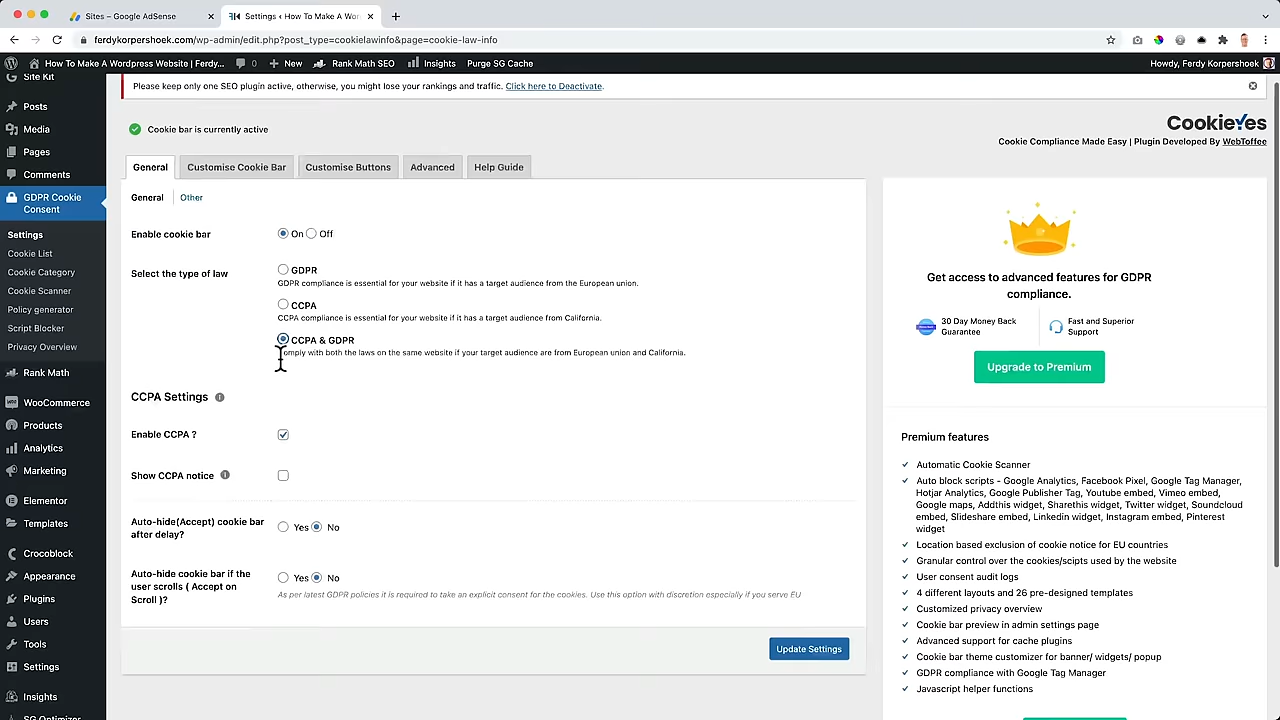 Sites – Google AdSense
Settings ‹ How To Make A Wor
ferdykorpershoek.com/wp-admin/edit.php?post_type=cookielawinfo&page=cookie-law-info
How To Make A Wordpress Website | Ferdy...
0
New
Rank Math SEO
Insights
Purge SG Cache
Howdy, Ferdy Korpershoek
Site Kit
Posts
Media
Pages
Comments
GDPR Cookie
Consent
Settings
Cookie List
Cookie Category
Cookie Scanner
Policy generator
Script Blocker
Privacy Overview
Rank Math
WooCommerce
Products
Analytics
Marketing
Elementor
Templates
Crocoblock
Appearance
Plugins
Users
Tools
Settings
Insights
SG Optimizer
Please keep only one SEO plugin active, otherwise, you might lose your rankings and traffic. Click here to Deactivate.
Cookie bar is currently active
CookieYes
Cookie Compliance Made Easy | Plugin Developed By WebToffee
General
Customise Cookie Bar
Customise Buttons
Advanced
Help Guide
General
Other
Enable cookie bar
On
Off
Select the type of law
GDPR
GDPR compliance is essential for your website if it has a target audience from the European union.
CCPA
CCPA compliance is essential for your website if it has a target audience from California.
CCPA & GDPR
Comply with both the laws on the same website if your target audience are from European union and California.
CCPA Settings
Enable CCPA ?
Show CCPA notice
Auto-hide(Accept) cookie bar
after delay?
Yes
No
Auto-hide cookie bar if the
user scrolls ( Accept on
Scroll )?
Yes
No
As per latest GDPR policies it is required to take an explicit consent for the cookies. Use this option with discretion especially if you serve EU
Update Settings
Get access to advanced features for GDPR
compliance.
30 Day Money Back
Guarantee
Fast and Superior
Support
Upgrade to Premium
Premium features
Automatic Cookie Scanner
Auto block scripts - Google Analytics, Facebook Pixel, Google Tag Manager,
Hotjar Analytics, Google Publisher Tag, Youtube embed, Vimeo embed,
Google maps, Addthis widget, Sharethis widget, Twitter widget, Soundcloud
embed, Slideshare embed, Linkedin widget, Instagram embed, Pinterest
widget
Location based exclusion of cookie notice for EU countries
Granular control over the cookies/scipts used by the website
User consent audit logs
4 different layouts and 26 pre-designed templates
Customized privacy overview
Cookie bar preview in admin settings page
Advanced support for cache plugins
Cookie bar theme customizer for banner/ widgets/ popup
GDPR compliance with Google Tag Manager
Javascript helper functions